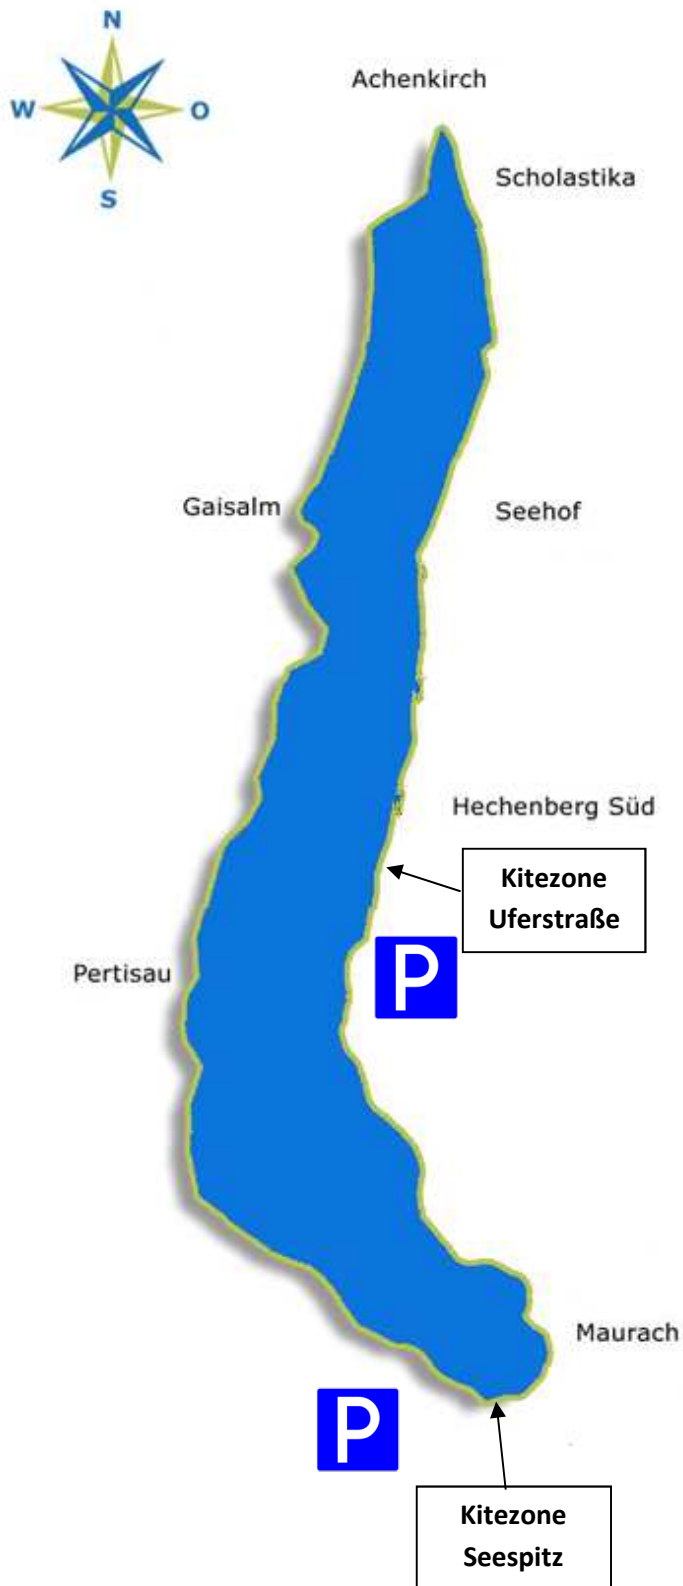 N
Achenkirch
W
O
Scholastika
S
Gaisalm
Seehof
Hechenberg Süd
Kitezone
Uferstraße
P
Pertisau
Maurach
P
Kitezone
Seespitz